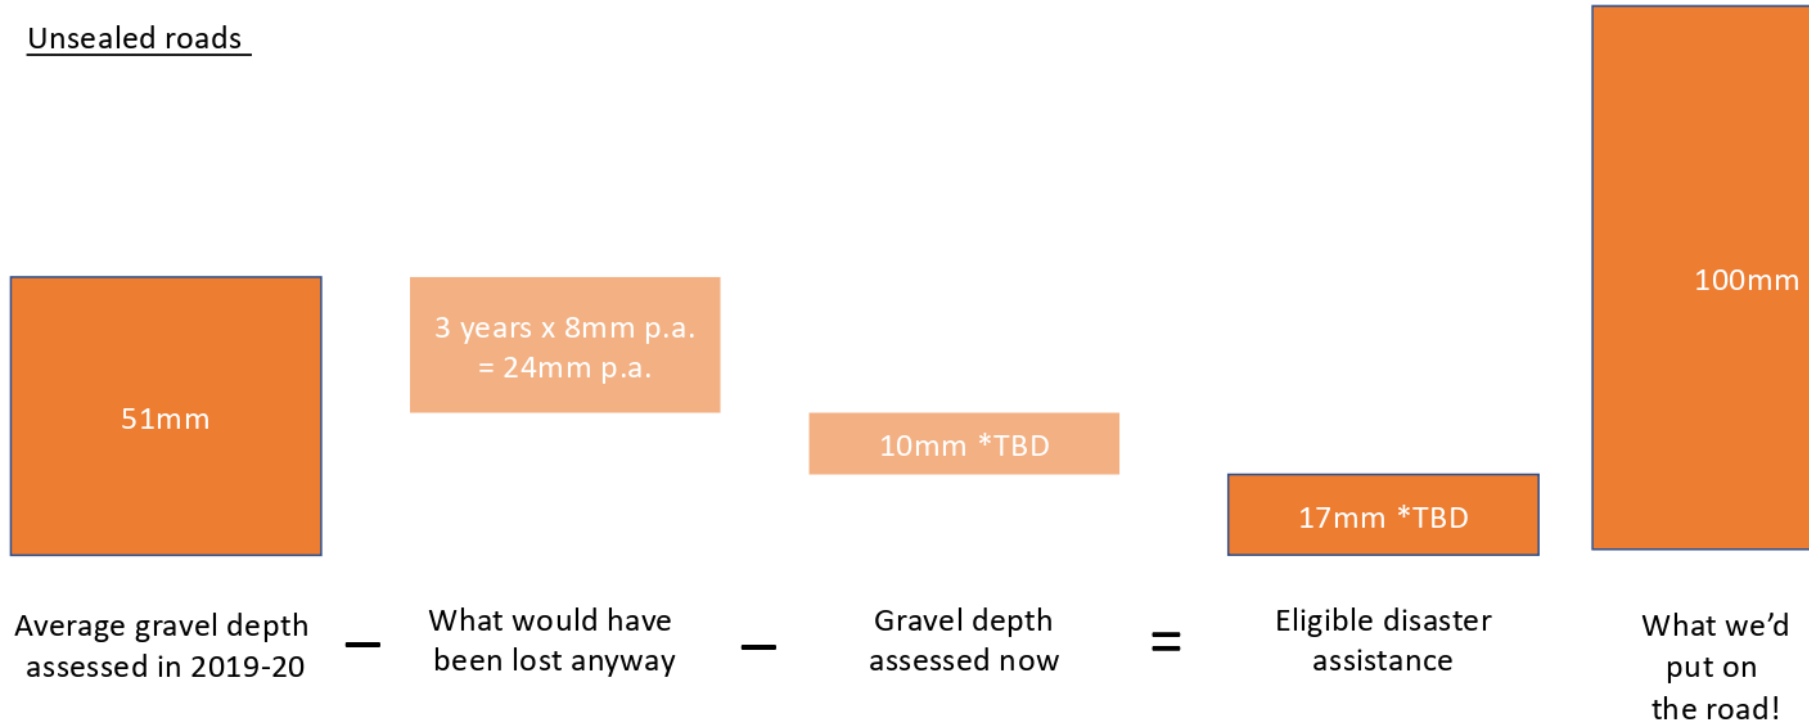 Unsealed roads
51mm
3 years x 8mm p.a.
= 24mm p.a.
10mm *TBD
17mm *TBD
100mm
Average gravel depth
assessed in 2019-20
–
What would have
been lost anyway
–
Gravel depth
assessed now
=
Eligible disaster
assistance
What we’d
put on
the road!